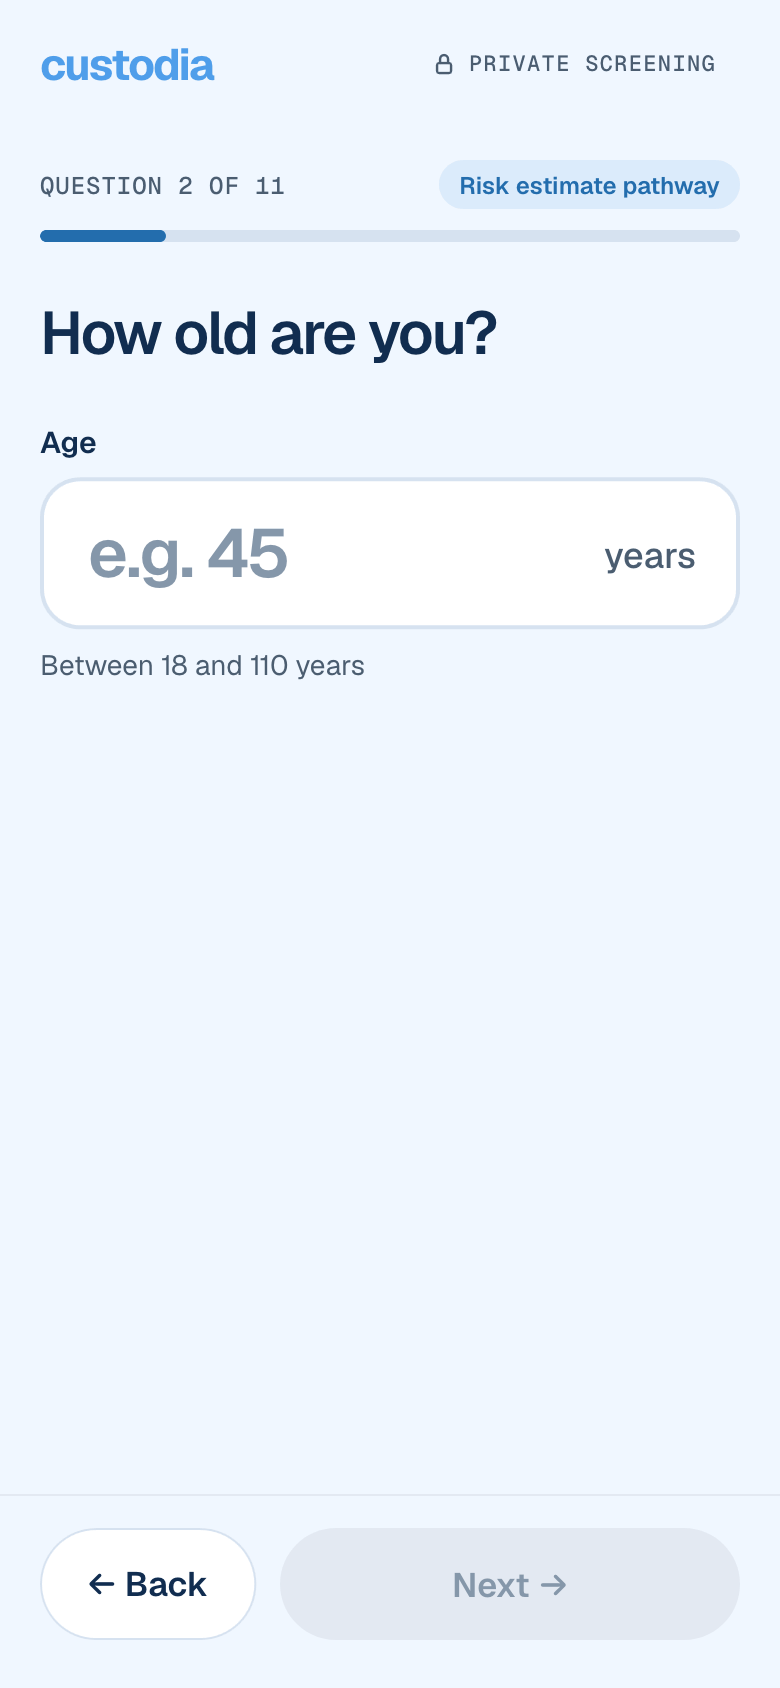 custodia
PRIVATE SCREENING
QUESTION 2 OF 11
Risk estimate pathway
How old are you?
Age
e.g. 45
years
Between 18 and 110 years
← Back
Next →